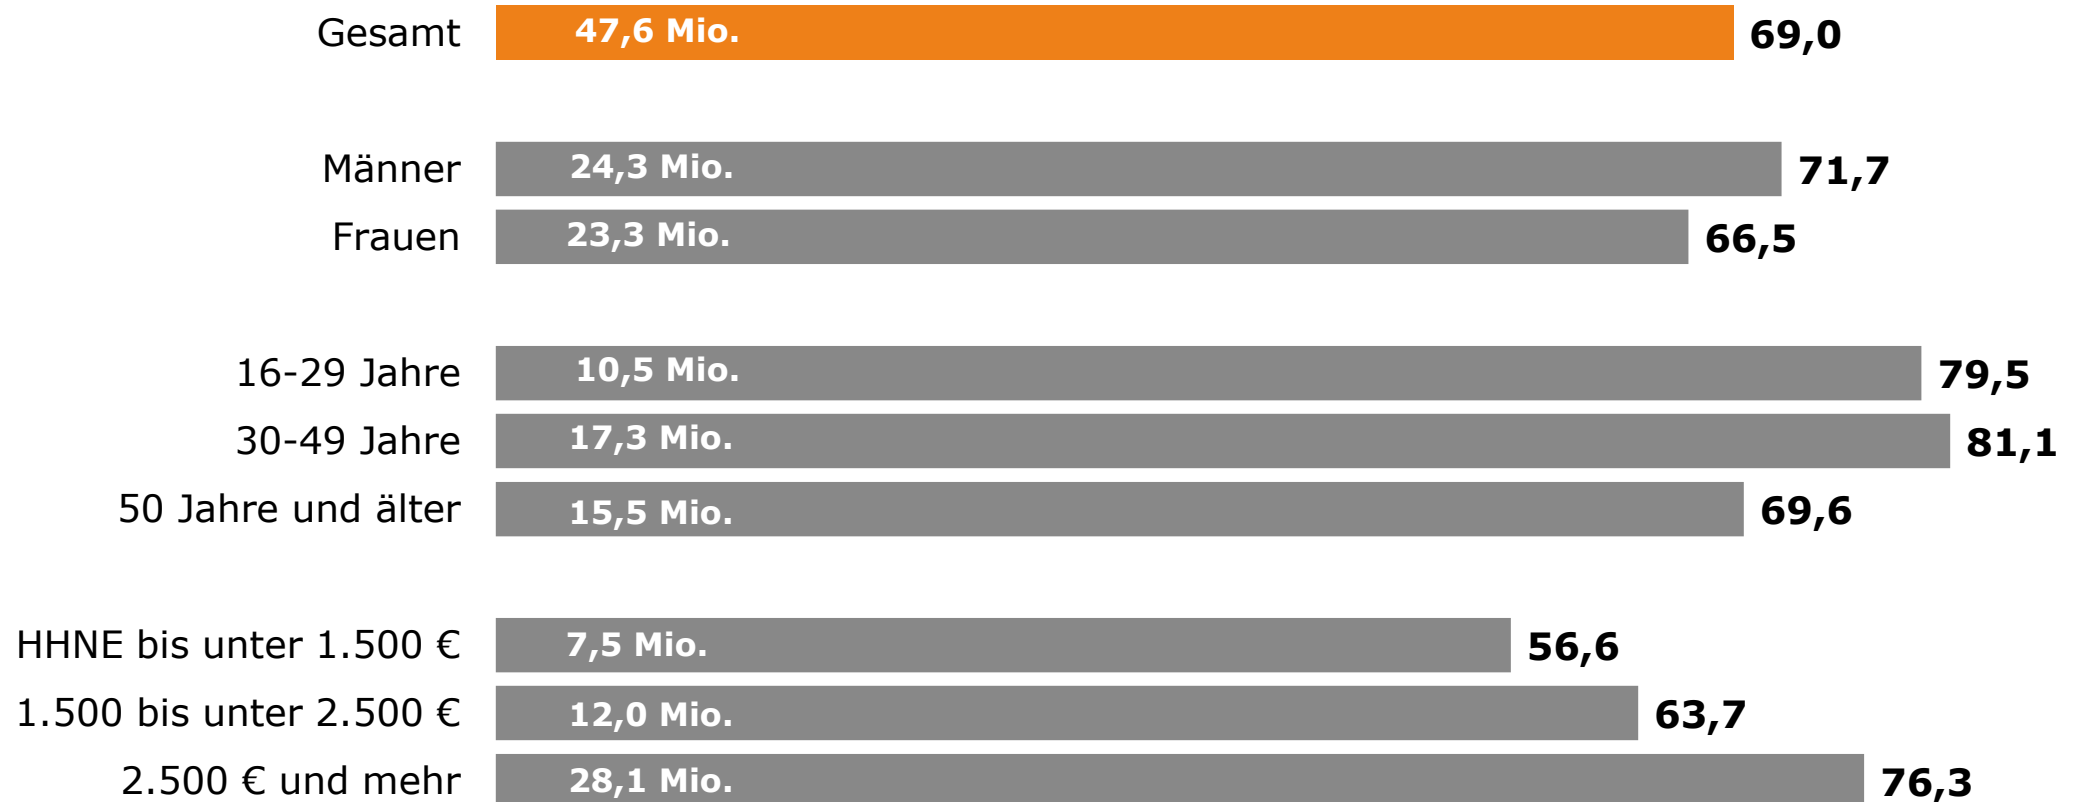 Gesamt 47,6 Mio. 69,0
Männer 24,3 Mio. 71,7
Frauen 23,3 Mio. 66,5
16-29 Jahre 10,5 Mio. 79,5
30-49 Jahre 17,3 Mio. 81,1
50 Jahre und älter 15,5 Mio. 69,6
HHNE bis unter 1.500 € 7,5 Mio. 56,6
1.500 bis unter 2.500 € 12,0 Mio. 63,7
2.500 € und mehr 28,1 Mio. 76,3